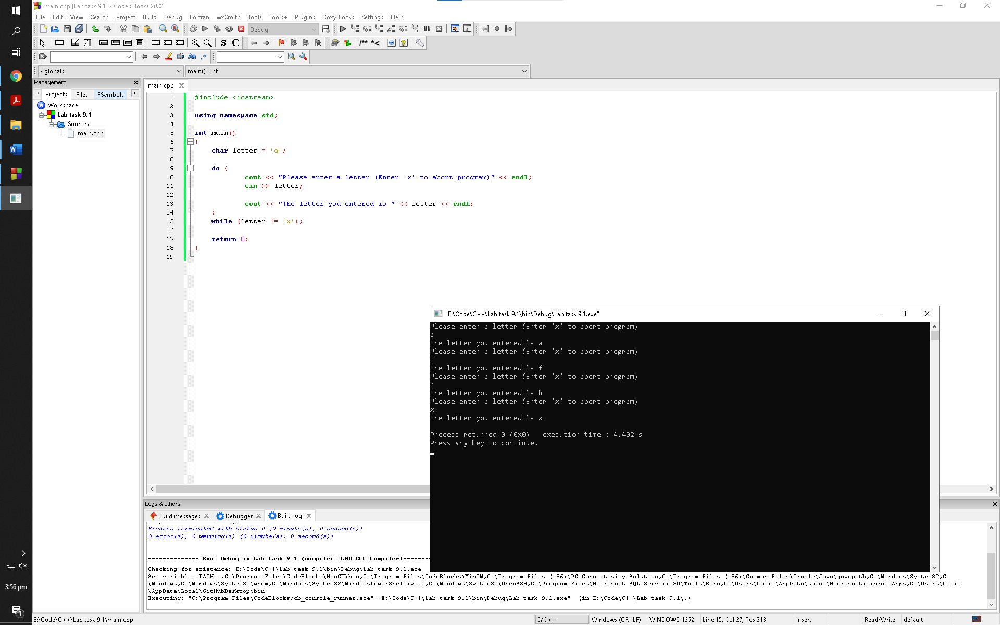 main.cpp [Lab task 9.1] - Code::Blocks 20.03
File Edit View Search Project Build Debug Fortran wxSmith Tools Tools+ Plugins DoxyBlocks Settings Help
Debug
S C /** *<
Aa .*
<global> main() : int
Management
Projects Files FSymbols
Workspace
Lab task 9.1
Sources
main.cpp
main.cpp
1 #include <iostream>
2
3 using namespace std;
4
5 int main()
6 {
7 char letter = 'a';
8
9 do {
10 cout << "Please enter a letter (Enter 'x' to abort program)" << endl;
11 cin >> letter;
12
13 cout << "The letter you entered is " << letter << endl;
14 }
15 while (letter != 'x');
16
17 return 0;
18 }
19
"E:\Code\C++\Lab task 9.1\bin\Debug\Lab task 9.1.exe"
Please enter a letter (Enter 'x' to abort program)
a
The letter you entered is a
Please enter a letter (Enter 'x' to abort program)
f
The letter you entered is f
Please enter a letter (Enter 'x' to abort program)
h
The letter you entered is h
Please enter a letter (Enter 'x' to abort program)
x
The letter you entered is x
Process returned 0 (0x0) execution time : 4.402 s
Press any key to continue.
Logs & others
Build messages Debugger Build log
Process terminated with status 0 (0 minute(s), 0 second(s))
0 error(s), 0 warning(s) (0 minute(s), 0 second(s))
-------------- Run: Debug in Lab task 9.1 (compiler: GNU GCC Compiler)--------
Checking for existence: E:\Code\C++\Lab task 9.1\bin\Debug\Lab task 9.1.exe
Set variable: PATH=.;C:\Program Files\CodeBlocks\MinGW\bin;C:\Program Files\CodeBlocks\MinGW;C:\Program Files (x86)\PC Connectivity Solution;C:\Program Files (x86)\Common Files\Oracle\Java\javapath;C:\Windows\System32;C:
\Windows;C:\Windows\System32\wbem;C:\Windows\System32\WindowsPowerShell\v1.0;C:\Windows\System32\OpenSSH;C:\Program Files\Microsoft SQL Server\130\Tools\Binn;C:\Users\kamil\AppData\Local\Microsoft\WindowsApps;C:\Users\kamil
\AppData\Local\GitHubDesktop\bin
Executing: "C:\Program Files\CodeBlocks/cb_console_runner.exe" "E:\Code\C++\Lab task 9.1\bin\Debug\Lab task 9.1.exe" (in E:\Code\C++\Lab task 9.1\.)
3:56 pm
1
E:\Code\C++\Lab task 9.1\main.cpp C/C++ Windows (CR+LF) WINDOWS-1252 Line 15, Col 27, Pos 313 Insert Read/Write default